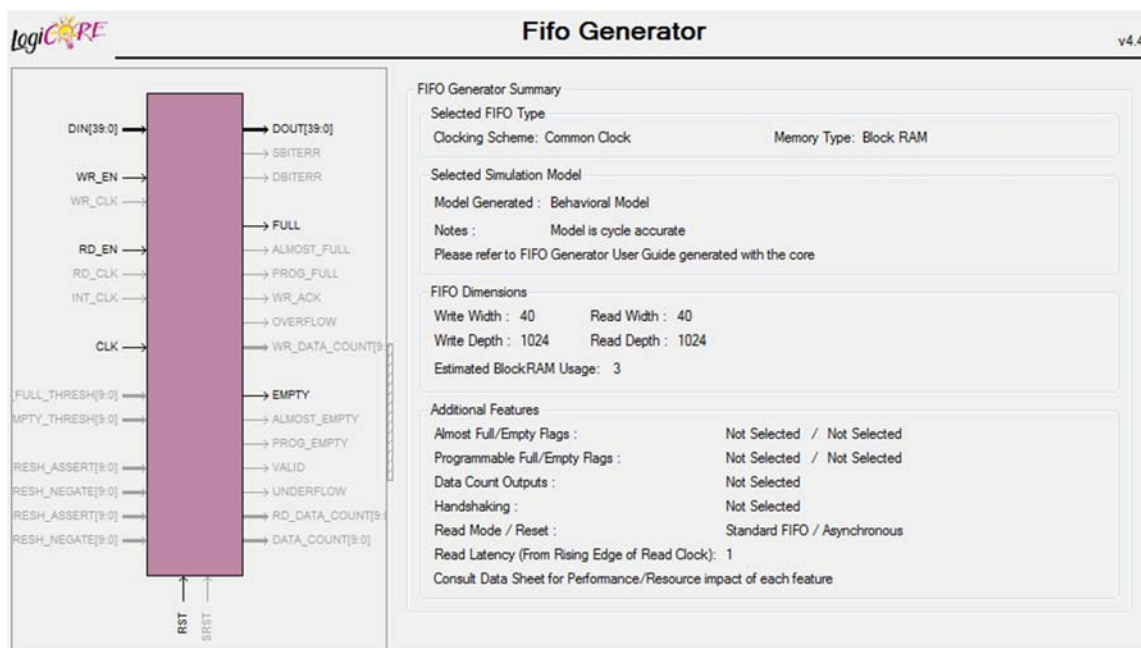 LogiCORE
Fifo Generator
v4.4
DIN[39:0]
WR_EN
WR_CLK
RD_EN
RD_CLK
INT_CLK
CLK
_FULL_THRESH[9:0]
MPTY_THRESH[9:0]
RESH_ASSERT[9:0]
RESH_NEGATE[9:0]
RESH_ASSERT[9:0]
RESH_NEGATE[9:0]
DOUT[39:0]
SBITERR
DBITERR
FULL
ALMOST_FULL
PROG_FULL
WR_ACK
OVERFLOW
WR_DATA_COUNT[9:
EMPTY
ALMOST_EMPTY
PROG_EMPTY
VALID
UNDERFLOW
RD_DATA_COUNT[9:0
DATA_COUNT[9:0]
RST
SRST
FIFO Generator Summary
Selected FIFO Type
Clocking Scheme: Common Clock Memory Type: Block RAM
Selected Simulation Model
Model Generated : Behavioral Model
Notes : Model is cycle accurate
Please refer to FIFO Generator User Guide generated with the core
FIFO Dimensions
Write Width : 40 Read Width : 40
Write Depth : 1024 Read Depth : 1024
Estimated BlockRAM Usage: 3
Additional Features
Almost Full/Empty Flags : Not Selected / Not Selected
Programmable Full/Empty Flags : Not Selected / Not Selected
Data Count Outputs : Not Selected
Handshaking : Not Selected
Read Mode / Reset : Standard FIFO / Asynchronous
Read Latency (From Rising Edge of Read Clock): 1
Consult Data Sheet for Performance/Resource impact of each feature